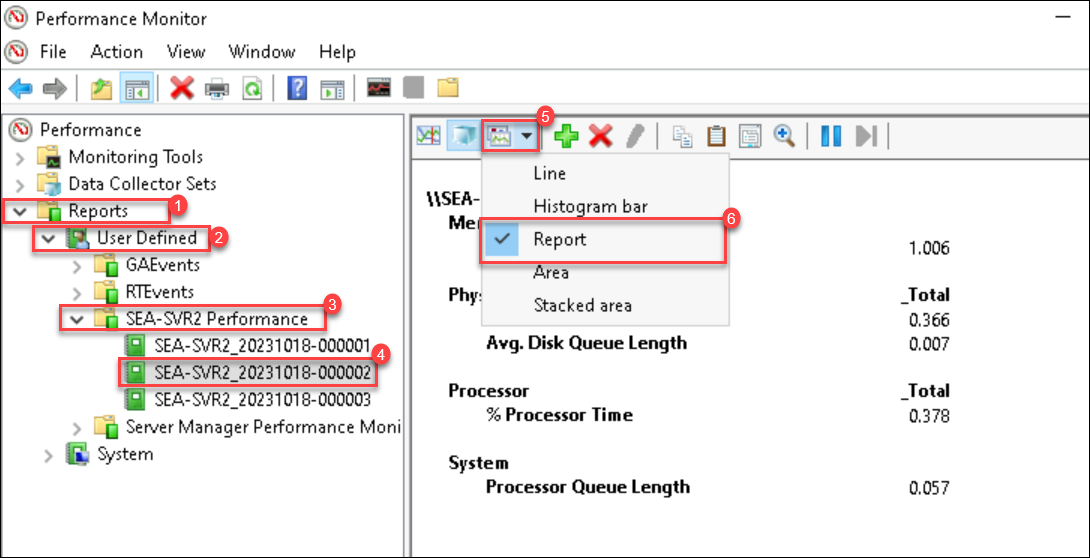 Performance Monitor
File Action View Window Help
Performance
Monitoring Tools
Data Collector Sets
Reports 1
User Defined 2
GAEvents
RTEvents
SEA-SVR2 Performance 3
SEA-SVR2_20231018-000001
SEA-SVR2_20231018-000002 4
SEA-SVR2_20231018-000003
Server Manager Performance Moni
System
5
Line
Histogram bar
Report 6
Area
Stacked area
\\SEA-
1.006
_Total
0.366
Avg. Disk Queue Length 0.007
Processor _Total
% Processor Time 0.378
System
Processor Queue Length 0.057